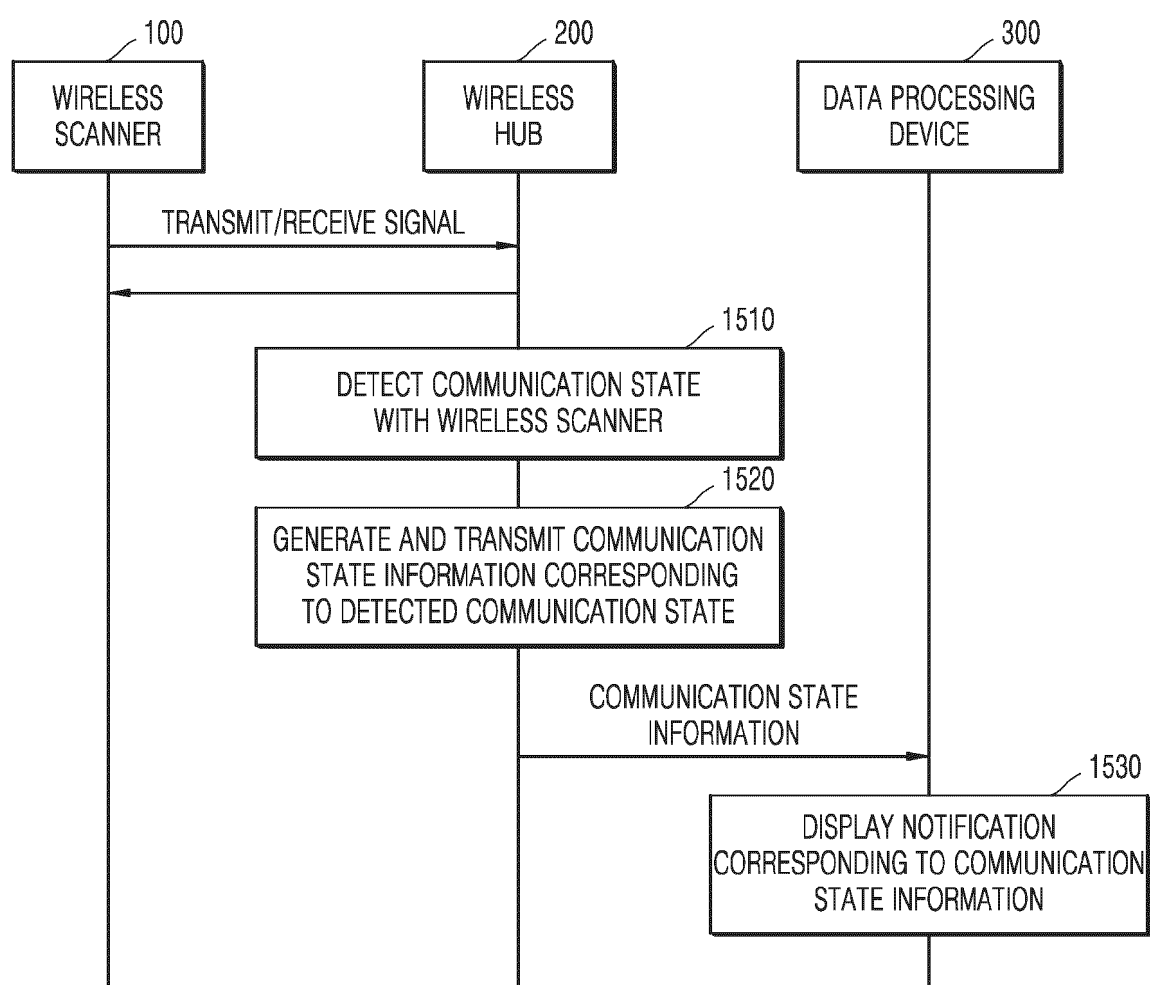 100
200
300
WIRELESS
SCANNER
WIRELESS
HUB
DATA PROCESSING
DEVICE
TRANSMIT/RECEIVE SIGNAL
1510
DETECT COMMUNICATION STATE
WITH WIRELESS SCANNER
1520
GENERATE AND TRANSMIT COMMUNICATION
STATE INFORMATION CORRESPONDING
TO DETECTED COMMUNICATION STATE
COMMUNICATION STATE
INFORMATION
1530
DISPLAY NOTIFICATION
CORRESPONDING TO COMMUNICATION
STATE INFORMATION